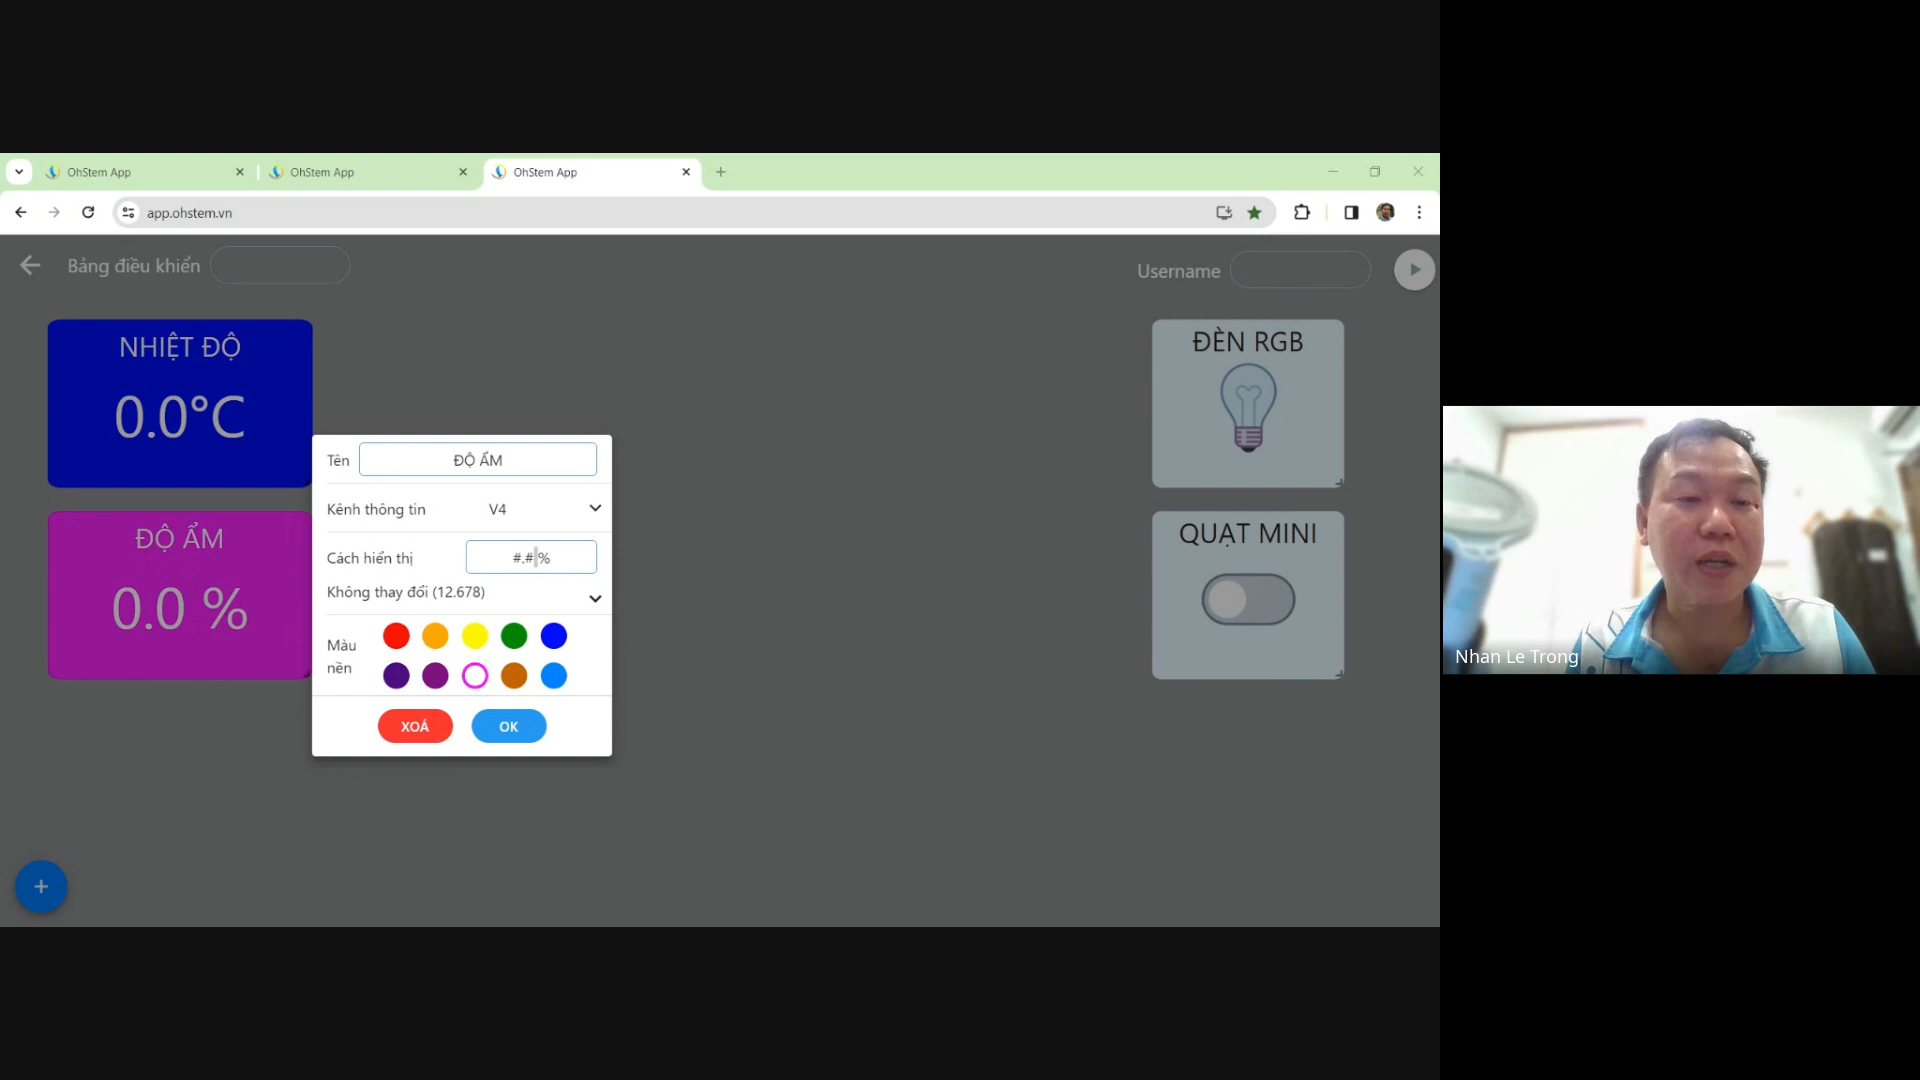 OhStem App
OhStem App
OhStem App
app.ohstem.vn
Bảng điều khiển
Username
NHIỆT ĐỘ
0.0°C
ĐỘ ẨM
0.0 %
Tên
ĐỘ ẨM
Kênh thông tin
V4
Cách hiển thị
#.# %
Không thay đổi (12.678)
Màu
nền
XOÁ
OK
ĐÈN RGB
QUẠT MINI
Nhan Le Trong